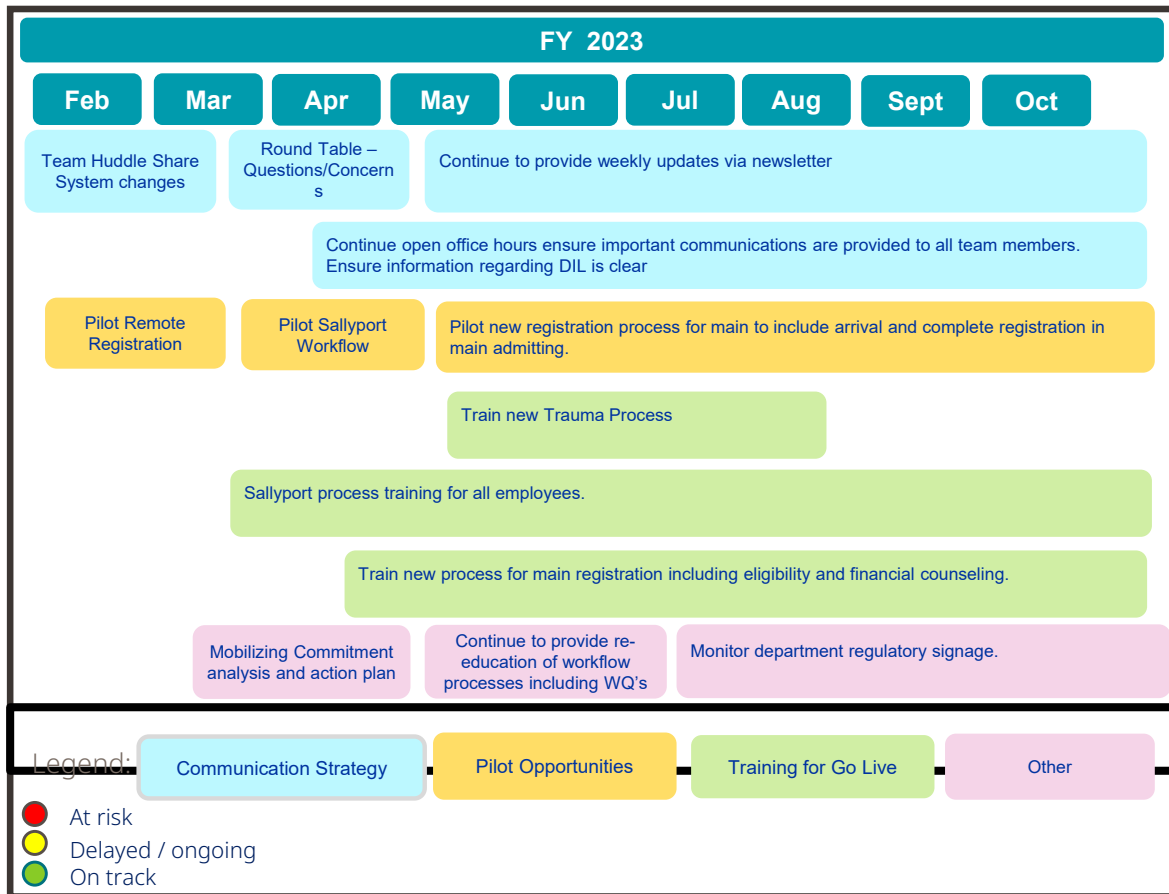 FY 2023
Feb Mar Apr May Jun Jul Aug Sept Oct
Team Huddle Share
System changes
Round Table –
Questions/Concern
s
Continue to provide weekly updates via newsletter
Continue open office hours ensure important communications are provided to all team members.
Ensure information regarding DIL is clear
Pilot Remote
Registration
Pilot Sallyport
Workflow
Pilot new registration process for main to include arrival and complete registration in
main admitting.
Train new Trauma Process
Sallyport process training for all employees.
Train new process for main registration including eligibility and financial counseling.
Mobilizing Commitment
analysis and action plan
Continue to provide re-
education of workflow
processes including WQ's
Monitor department regulatory signage.
Legend:
Communication Strategy
Pilot Opportunities
Training for Go Live
Other
At risk
Delayed / ongoing
On track